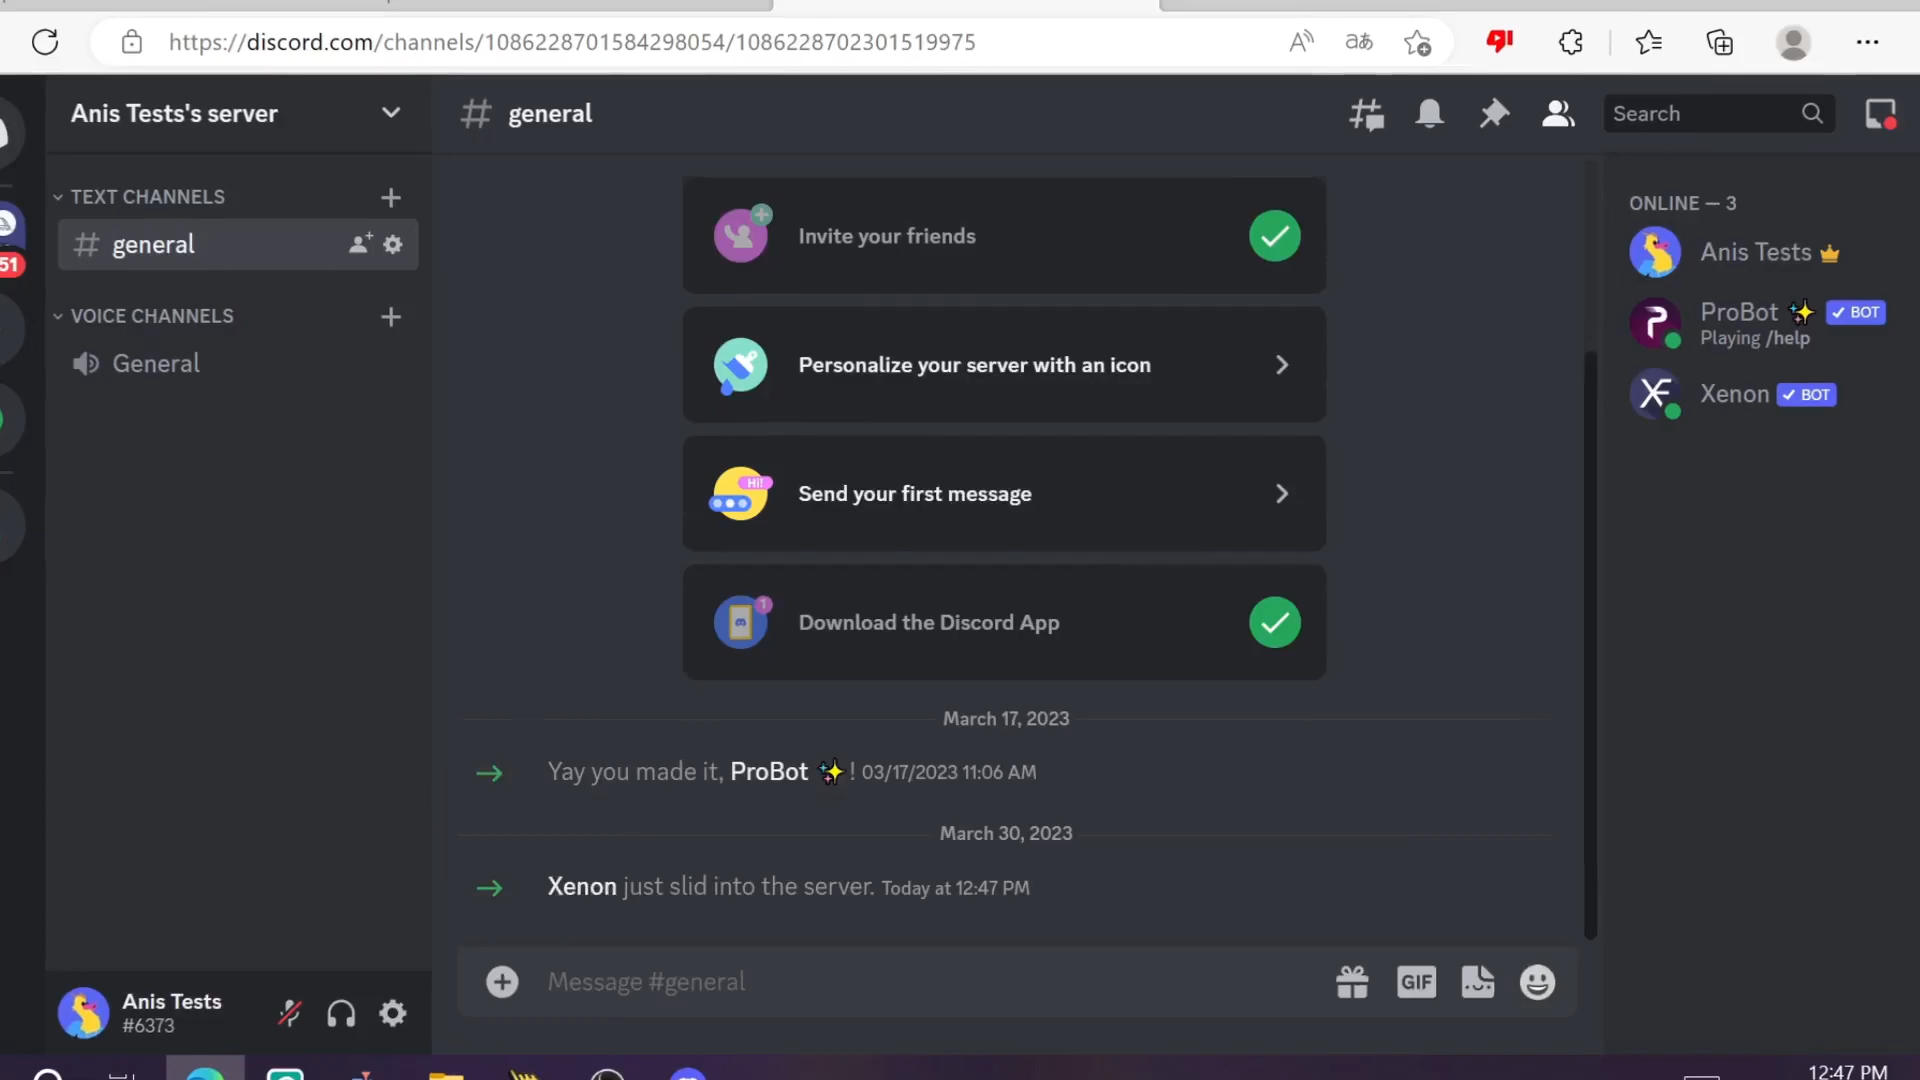 https://discord.com/channels/1086228701584298054/1086228702301519975
Anis Tests's server
general
Search
TEXT CHANNELS
general
51
VOICE CHANNELS
General
Invite your friends
Personalize your server with an icon
Hi!
Send your first message
1
Download the Discord App
March 17, 2023
Yay you made it, ProBot ✨! 03/17/2023 11:06 AM
March 30, 2023
Xenon just slid into the server. Today at 12:47 PM
Message #general
GIF
ONLINE — 3
Anis Tests
ProBot ✨ ✓ BOT
Playing /help
Xenon ✓ BOT
Anis Tests
#6373
12:47 PM